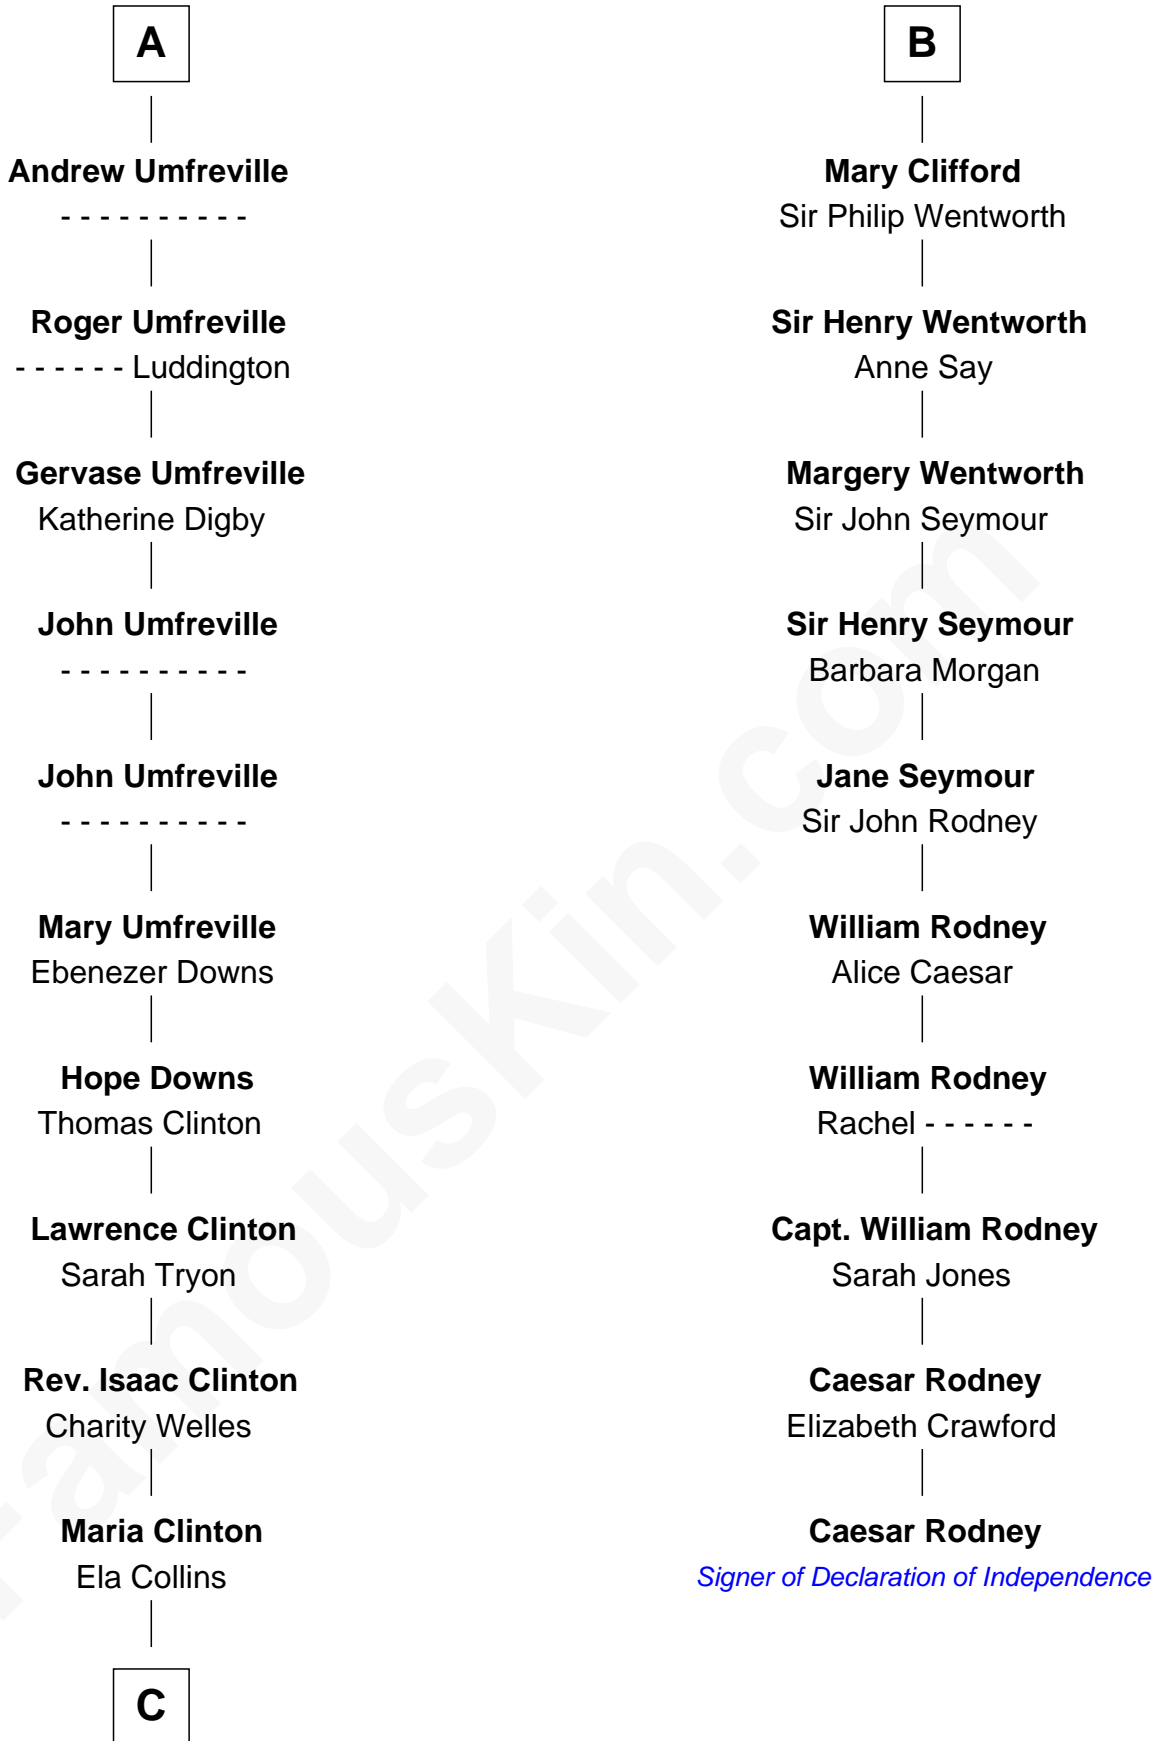 A
Andrew Umfreville
- - - - - - - - - -
Roger Umfreville
- - - - - - Luddington
Gervase Umfreville
Katherine Digby
John Umfreville
- - - - - - - - - -
John Umfreville
- - - - - - - - - -
Mary Umfreville
Ebenezer Downs
Hope Downs
Thomas Clinton
Lawrence Clinton
Sarah Tryon
Rev. Isaac Clinton
Charity Welles
Maria Clinton
Ela Collins
C
B
Mary Clifford
Sir Philip Wentworth
Sir Henry Wentworth
Anne Say
Margery Wentworth
Sir John Seymour
Sir Henry Seymour
Barbara Morgan
Jane Seymour
Sir John Rodney
William Rodney
Alice Caesar
William Rodney
Rachel - - - - - -
Capt. William Rodney
Sarah Jones
Caesar Rodney
Elizabeth Crawford
Caesar Rodney
Signer of Declaration of Independence
FamousKin.com